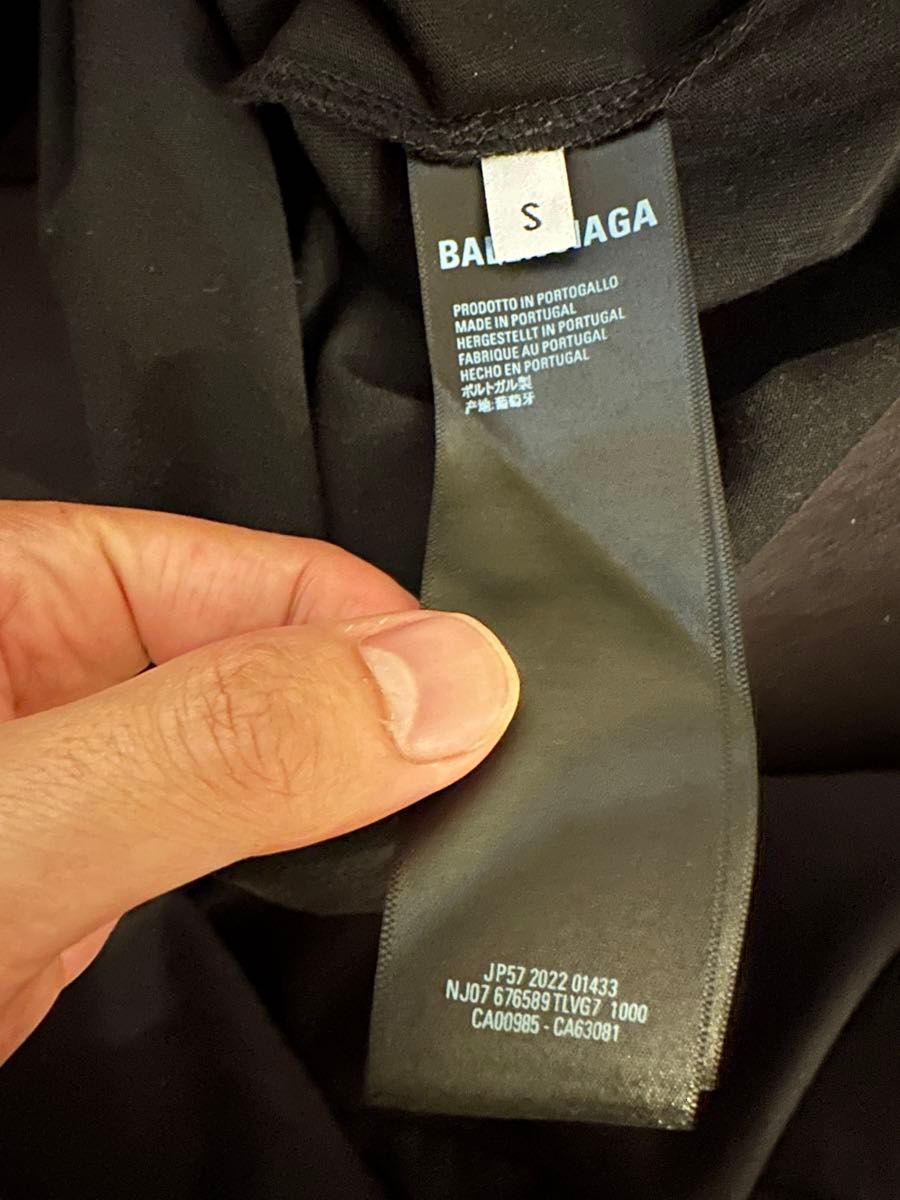 S
BALENCIAGA
PRODOTTO IN PORTOGALLO
MADE IN PORTUGAL
HERGESTELLT IN PORTUGAL
FABRIQUE AU PORTUGAL
HECHO EN PORTUGAL
ポルトガル製
产地:葡萄牙
JP57 2022 01433
NJ07 676589 TLVG7 1000
CA00985 - CA63081